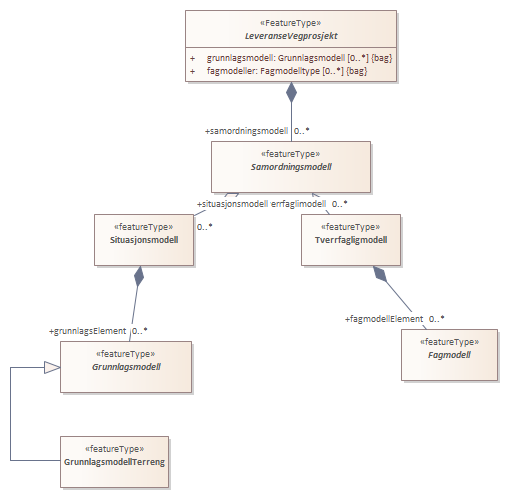 «FeatureType»
LeveranseVegprosjekt
+ grunnlagsmodell: Grunnlagsmodell [0..*] {bag}
+ fagmodeller: Fagmodelltype [0..*] {bag}
+samordningsmodell 0..*
«featureType»
Samordningsmodell
+situasjonsmodell errfaglimodell 0..*
0..*
«featureType»
Situasjonsmodell
«featureType»
Tverrfagligmodell
+fagmodellElement 0..*
+grunnlagsElement 0..*
«featureType»
Grunnlagsmodell
«featureType»
Fagmodell
«featureType»
GrunnlagsmodellTerreng